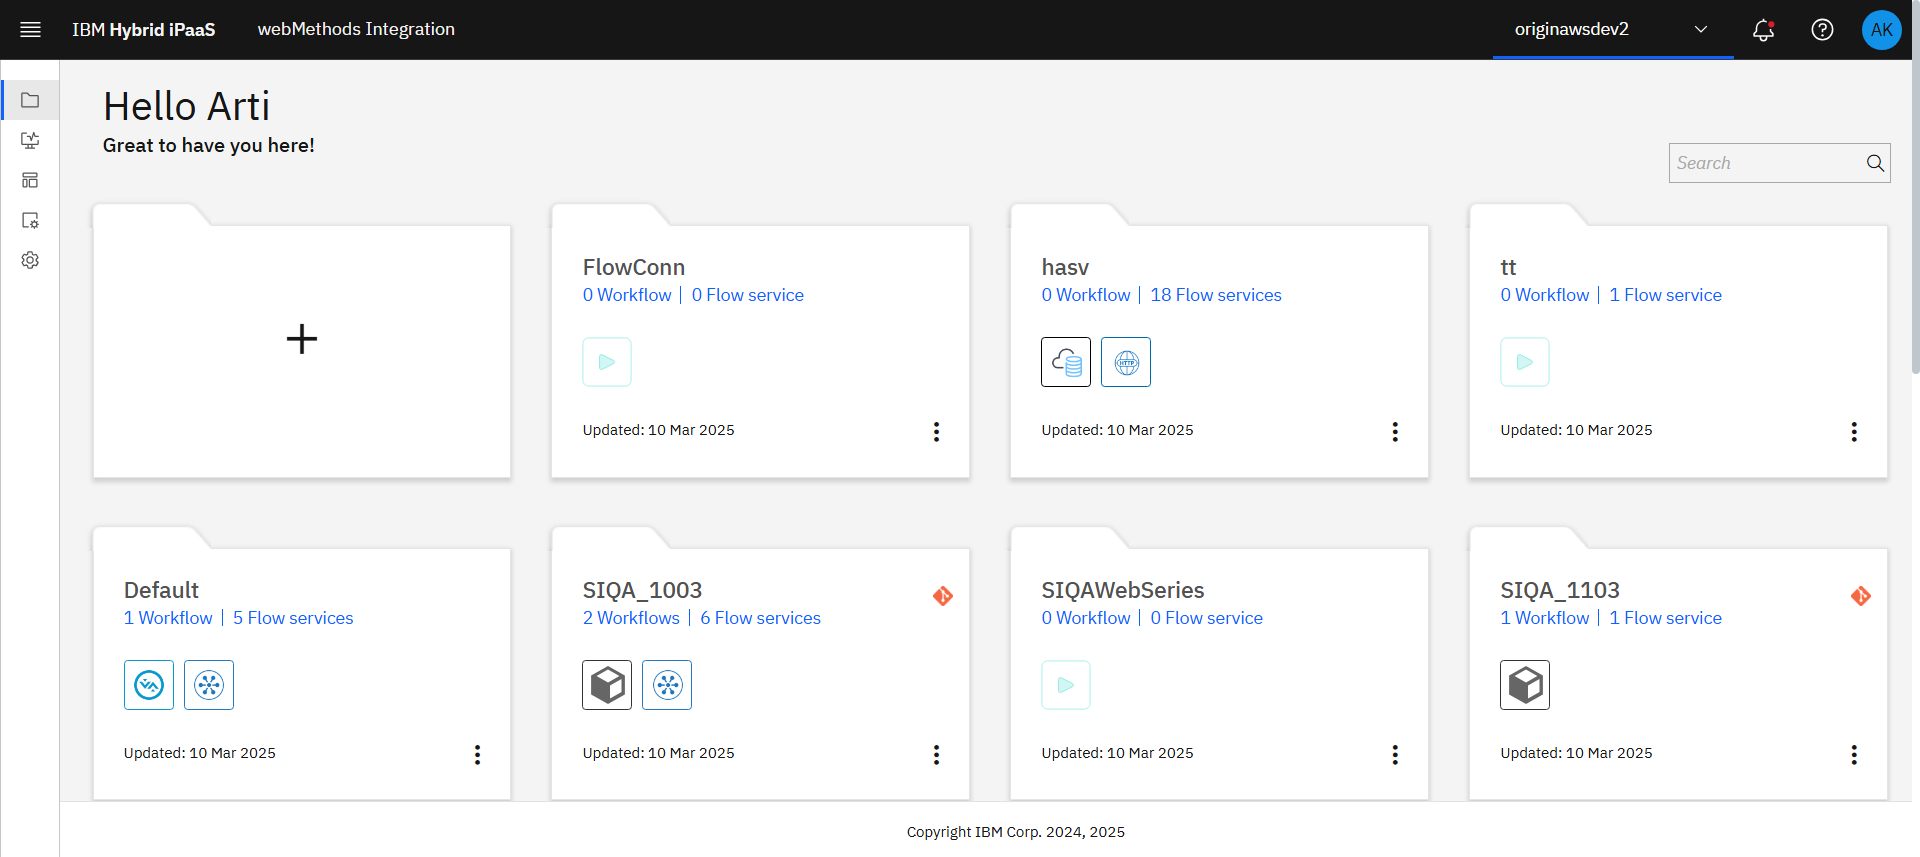 IBM Hybrid iPaaS
webMethods Integration
originawsdev2
AK
Hello Arti
Great to have you here!
Search
FlowConn
0 Workflow | 0 Flow service
Updated: 10 Mar 2025
hasv
0 Workflow | 18 Flow services
HTTP
Updated: 10 Mar 2025
tt
0 Workflow | 1 Flow service
Updated: 10 Mar 2025
Default
1 Workflow | 5 Flow services
Updated: 10 Mar 2025
SIQA_1003
2 Workflows | 6 Flow services
Updated: 10 Mar 2025
SIQAWebSeries
0 Workflow | 0 Flow service
Updated: 10 Mar 2025
SIQA_1103
1 Workflow | 1 Flow service
Updated: 10 Mar 2025
Copyright IBM Corp. 2024, 2025